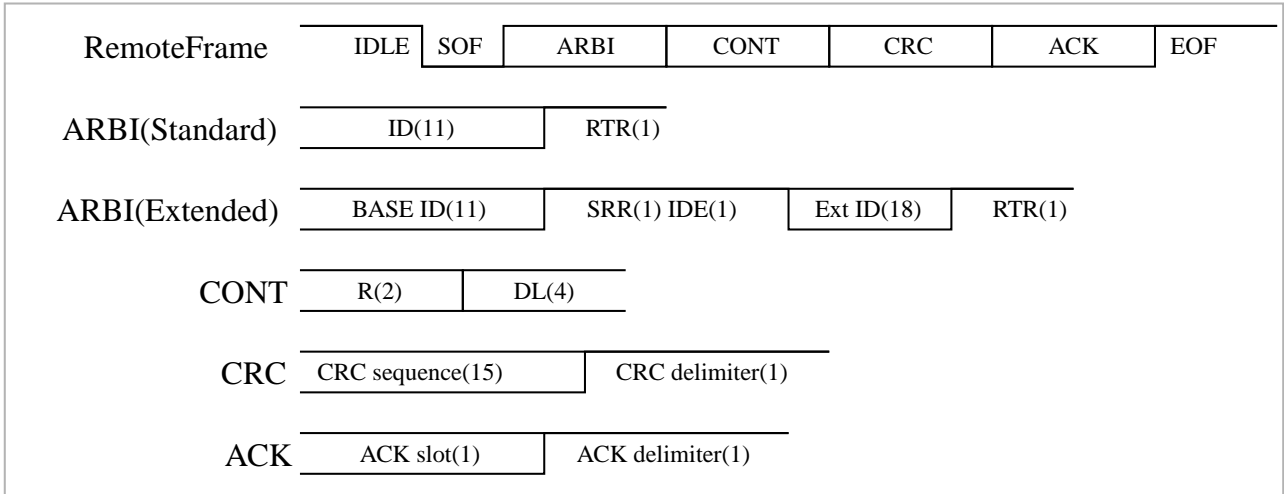 RemoteFrame IDLE SOF ARBI CONT CRC ACK EOF
ARBI(Standard) ID(11) RTR(1)
ARBI(Extended) BASE ID(11) SRR(1) IDE(1) Ext ID(18) RTR(1)
CONT R(2) DL(4)
CRC CRC sequence(15) CRC delimiter(1)
ACK ACK slot(1) ACK delimiter(1)